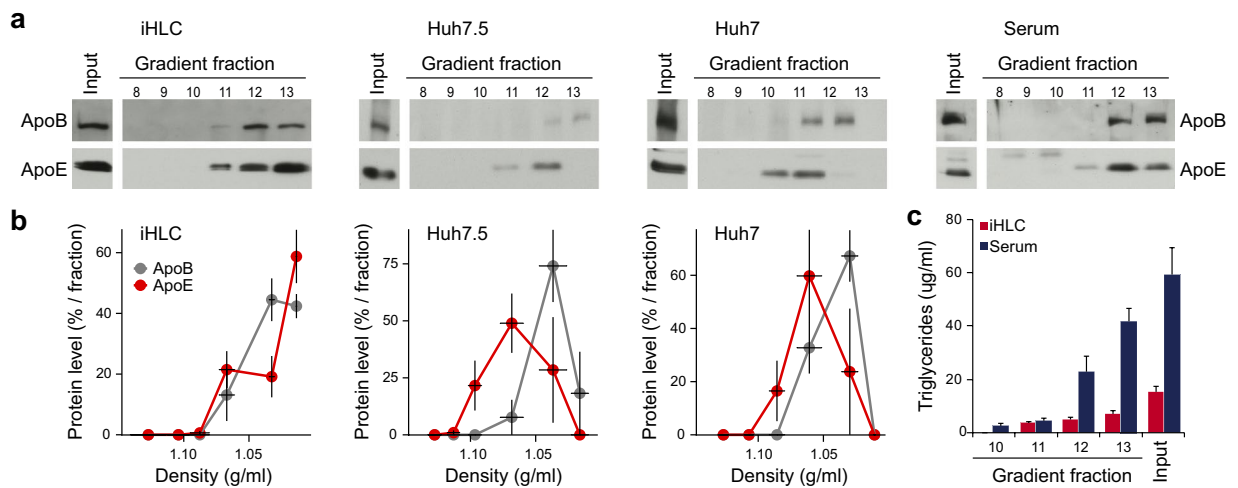 a
iHLC
Huh7.5
Huh7
Serum
Input
Gradient fraction
8 9 10 11 12 13
Input
Gradient fraction
8 9 10 11 12 13
Input
Gradient fraction
8 9 10 11 12 13
Input
Gradient fraction
8 9 10 11 12 13
ApoB
ApoB
ApoE
ApoE
b
iHLC
ApoB
ApoE
Protein level (% / fraction)
60
40
20
0
1.10 1.05
Density (g/ml)
Huh7.5
Protein level (% / fraction)
75
50
25
0
1.10 1.05
Density (g/ml)
Huh7
Protein level (% / fraction)
60
40
20
0
1.10 1.05
Density (g/ml)
c
iHLC
Serum
Triglycerides (ug/ml)
80
60
40
20
0
10 11 12 13
Input
Gradient fraction